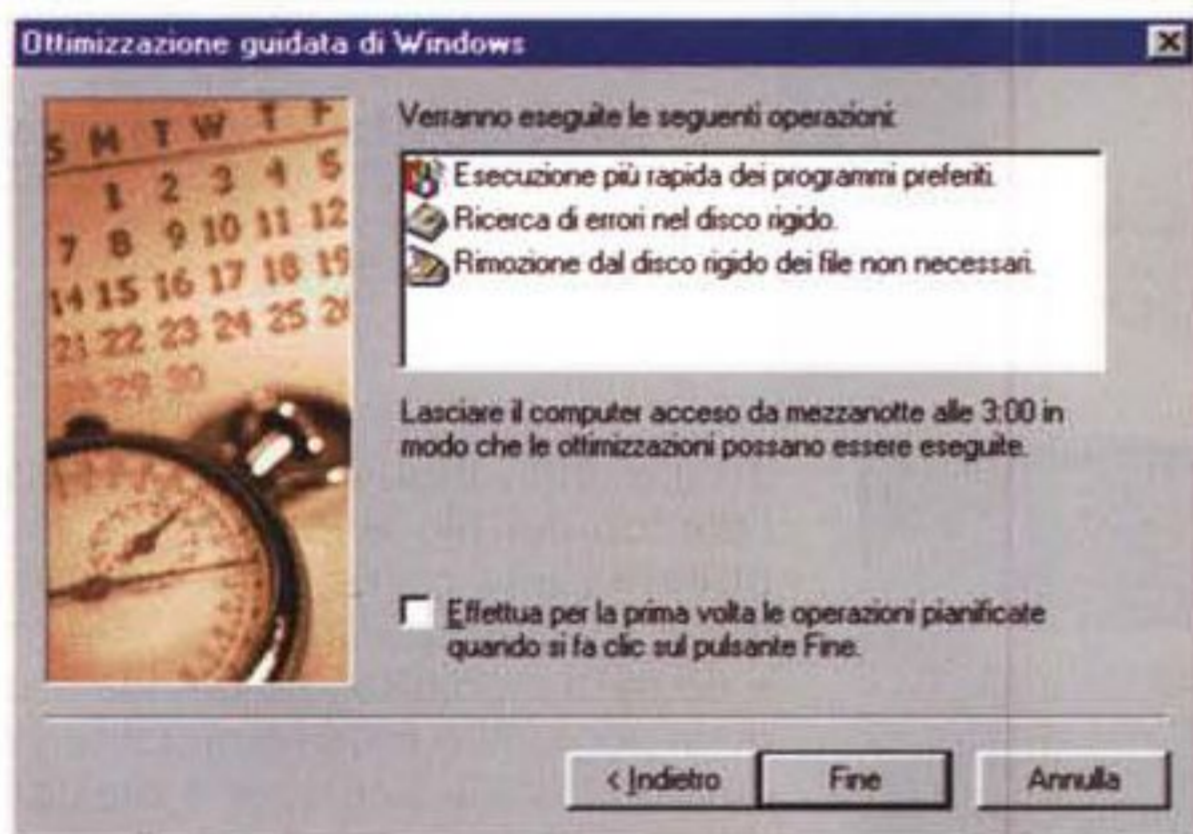 Ottimizzazione guidata di Windows
S M T W T F
1 2 3 4 5
7 8 9 10 11 12
14 15 16 17 18 19
21 22 23 24 25 26
29 30
Verranno eseguite le seguenti operazioni:
Esecuzione più rapida dei programmi preferiti.
Ricerca di errori nel disco rigido.
Rimozione dal disco rigido dei file non necessari.
Lasciare il computer acceso da mezzanotte alle 3:00 in
modo che le ottimizzazioni possano essere eseguite.
Effettua per la prima volta le operazioni pianificate
quando si fa clic sul pulsante Fine.
< Indietro
Fine
Annulla